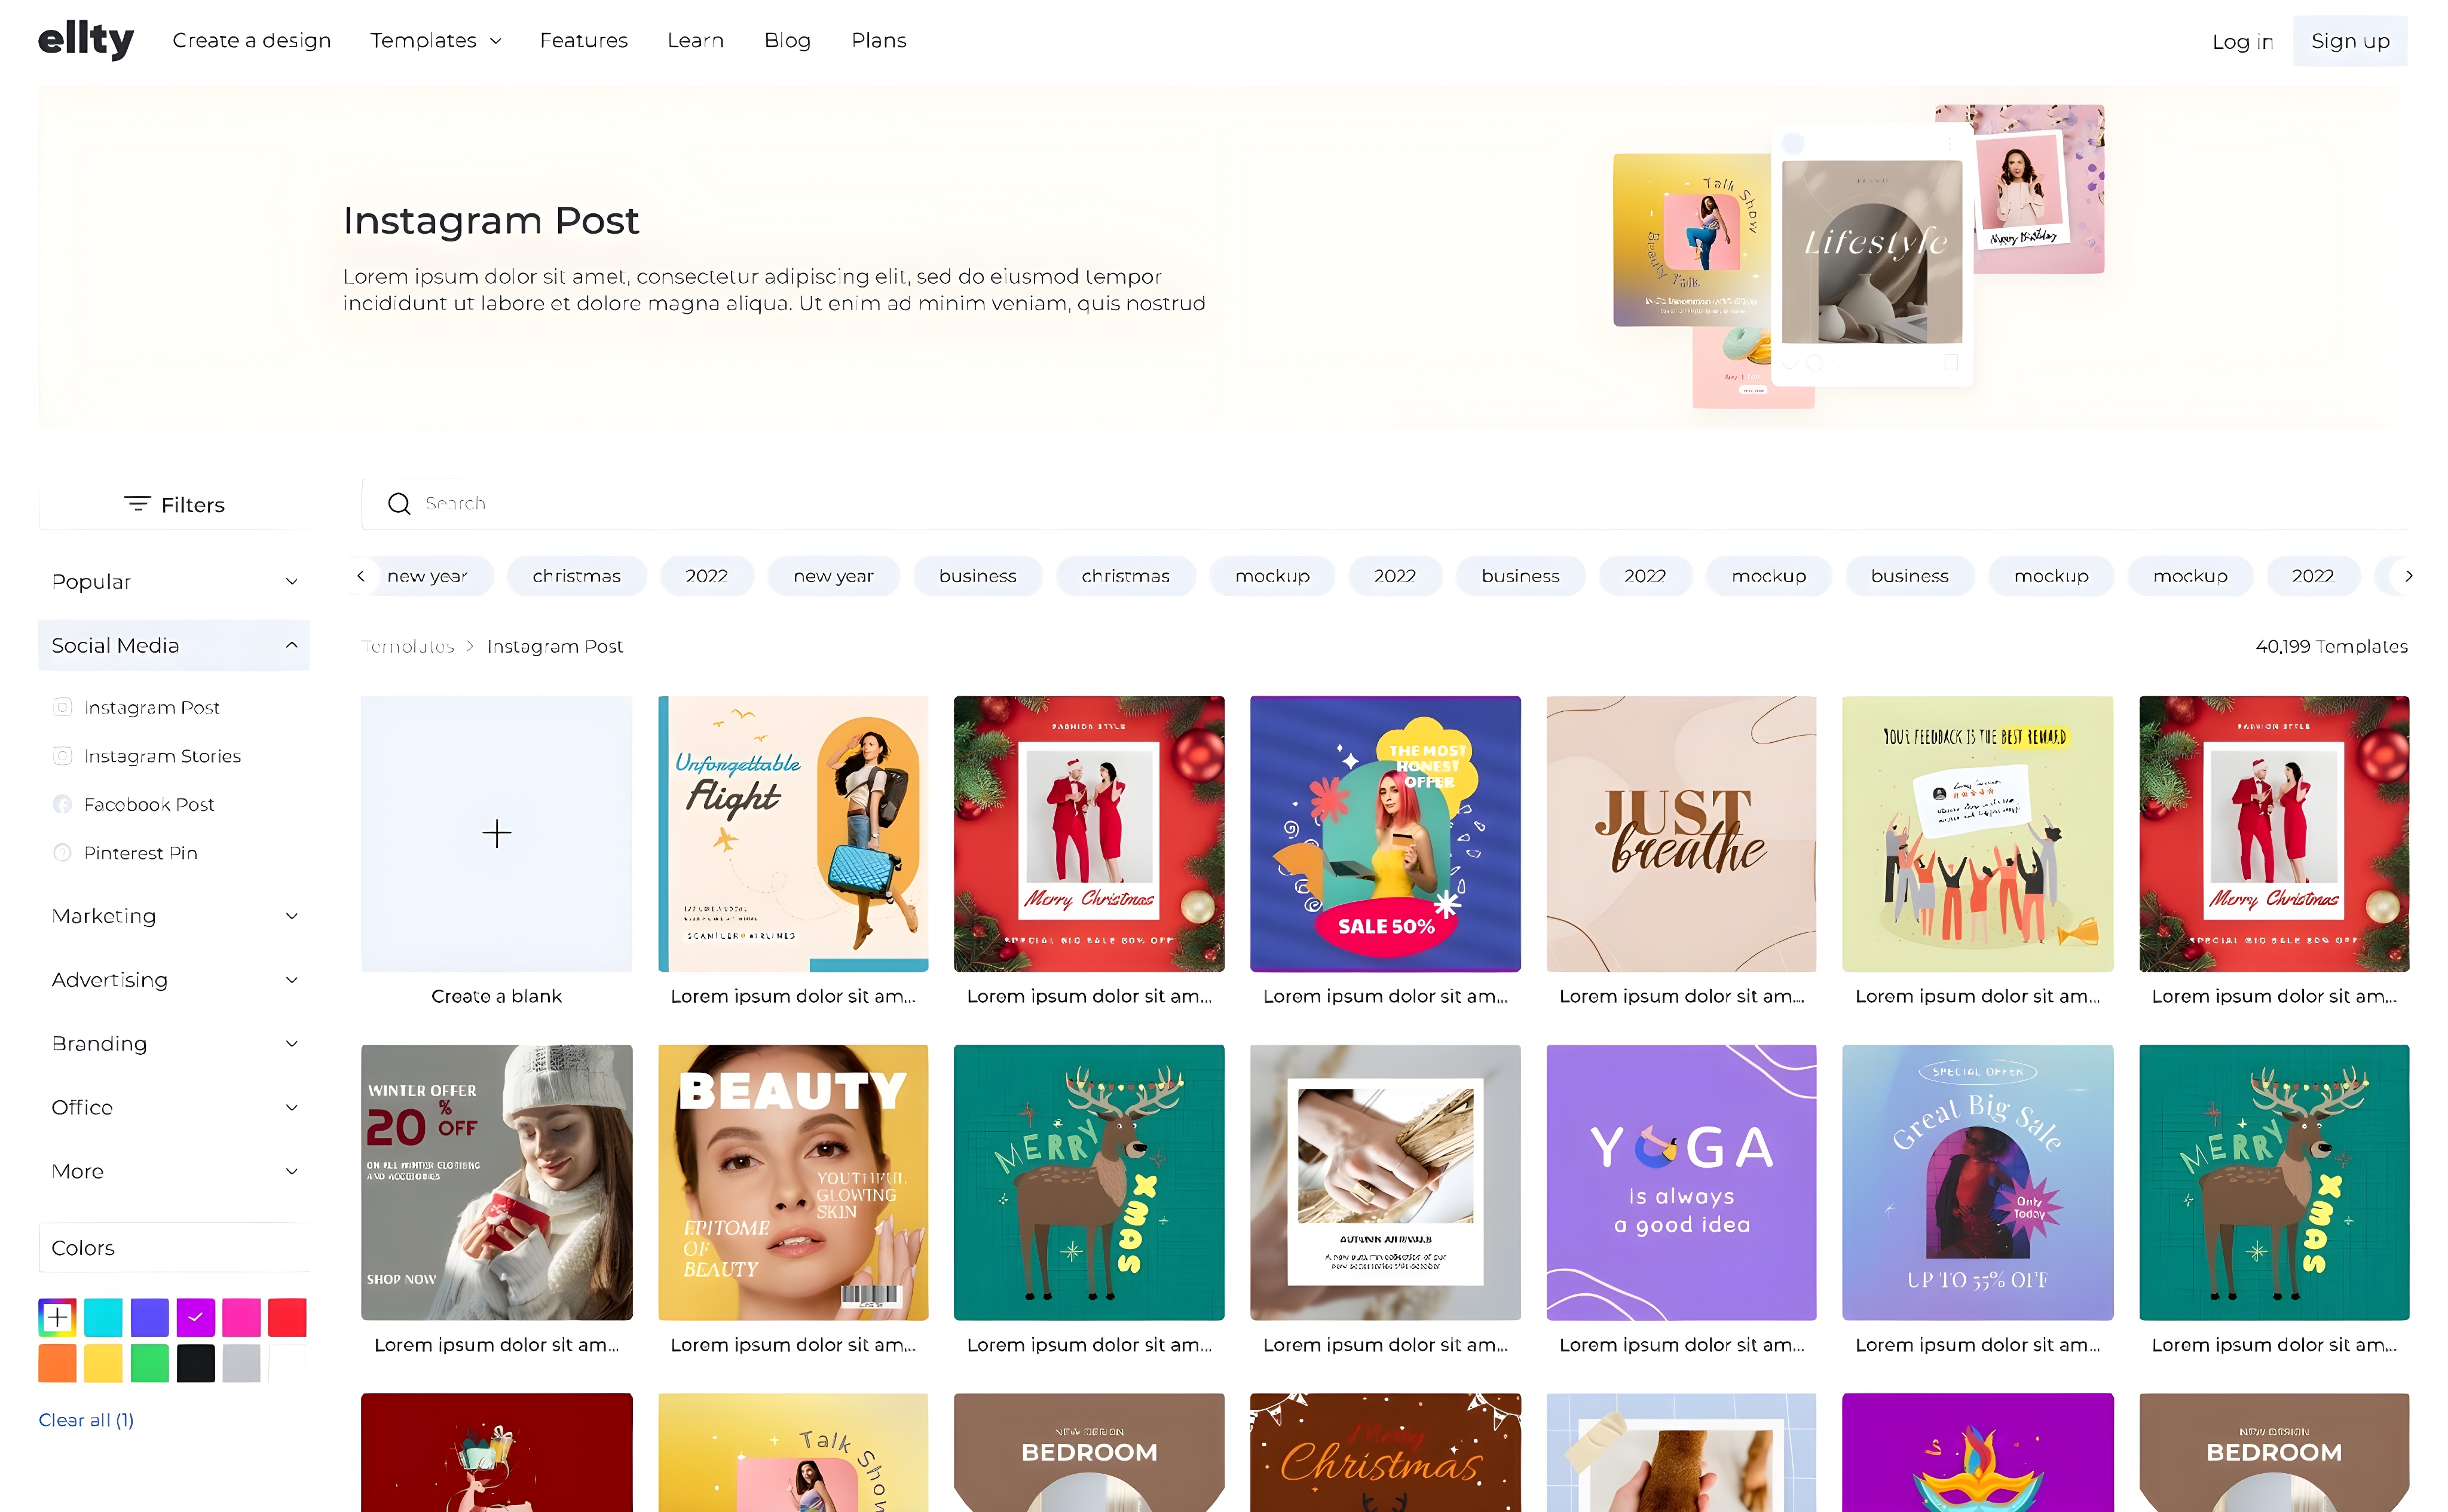 ellty
Create a design
Templates
Features
Learn
Blog
Plans
Log in
Sign up
Instagram Post
Lorem ipsum dolor sit amet, consectetur adipiscing elit, sed do eiusmod tempor
incididunt ut labore et dolore magna aliqua. Ut enim ad minim veniam, quis nostrud
Talk Show
Beauty Talk
Lifestyle
Filters
Search
Popular
new year
christmas
2022
new year
business
christmas
mockup
2022
business
2022
mockup
business
mockup
mockup
2022
Social Media
Templates > Instagram Post
40,199 Templates
Instagram Post
Instagram Stories
Facebook Post
Pinterest Pin
Marketing
Advertising
Branding
Office
More
Colors
Clear all (1)
Create a blank
Unforgettable
flight
Lorem ipsum dolor sit am...
FASHION STYLE
Merry Christmas
SPECIAL BIG SALE
Lorem ipsum dolor sit am...
THE MOST
HONEST
OFFER
SALE 50%
Lorem ipsum dolor sit am...
JUST
breathe
Lorem ipsum dolor sit am...
YOUR FEEDBACK IS THE BEST REWARD
Lorem ipsum dolor sit am...
FASHION STYLE
Merry Christmas
SPECIAL BIG SALE
Lorem ipsum dolor sit am...
WINTER OFFER
20 % OFF
ON ALL WINTER CLOTHING
AND ACCESSORIES
SHOP NOW
Lorem ipsum dolor sit am...
BEAUTY
YOUTHFUL
GLOWING
SKIN
EPITOME
OF
BEAUTY
Lorem ipsum dolor sit am...
MERRY
XMAS
Lorem ipsum dolor sit am...
AUTUMN ARRIVALS
Lorem ipsum dolor sit am...
YOGA
is always
a good idea
Lorem ipsum dolor sit am...
SPECIAL OFFER
Great Big Sale
Only
Today
UP TO 55% OFF
Lorem ipsum dolor sit am...
MERRY
XMAS
Lorem ipsum dolor sit am...
Talk Show
NEW DESIGN
BEDROOM
Merry
Christmas
NEW DESIGN
BEDROOM